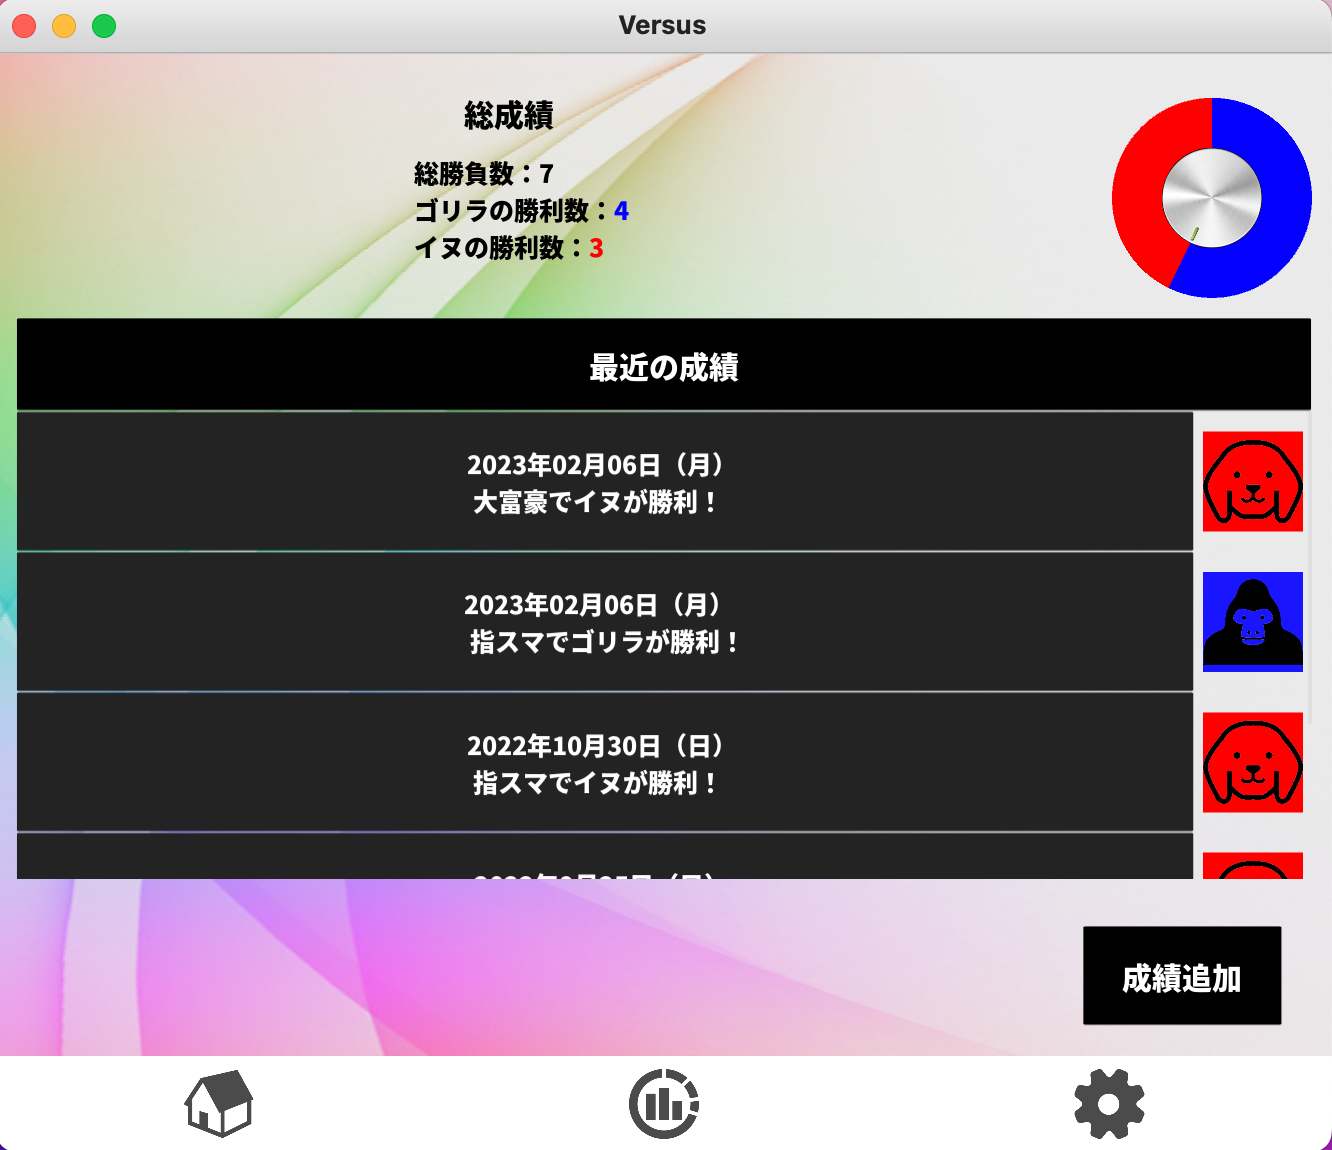 Versus
総成績
総勝負数：7
ゴリラの勝利数：4
イヌの勝利数：3
最近の成績
2023年02月06日（月）
大富豪でイヌが勝利！
2023年02月06日（月）
指スマでゴリラが勝利！
2022年10月30日（日）
指スマでイヌが勝利！
成績追加